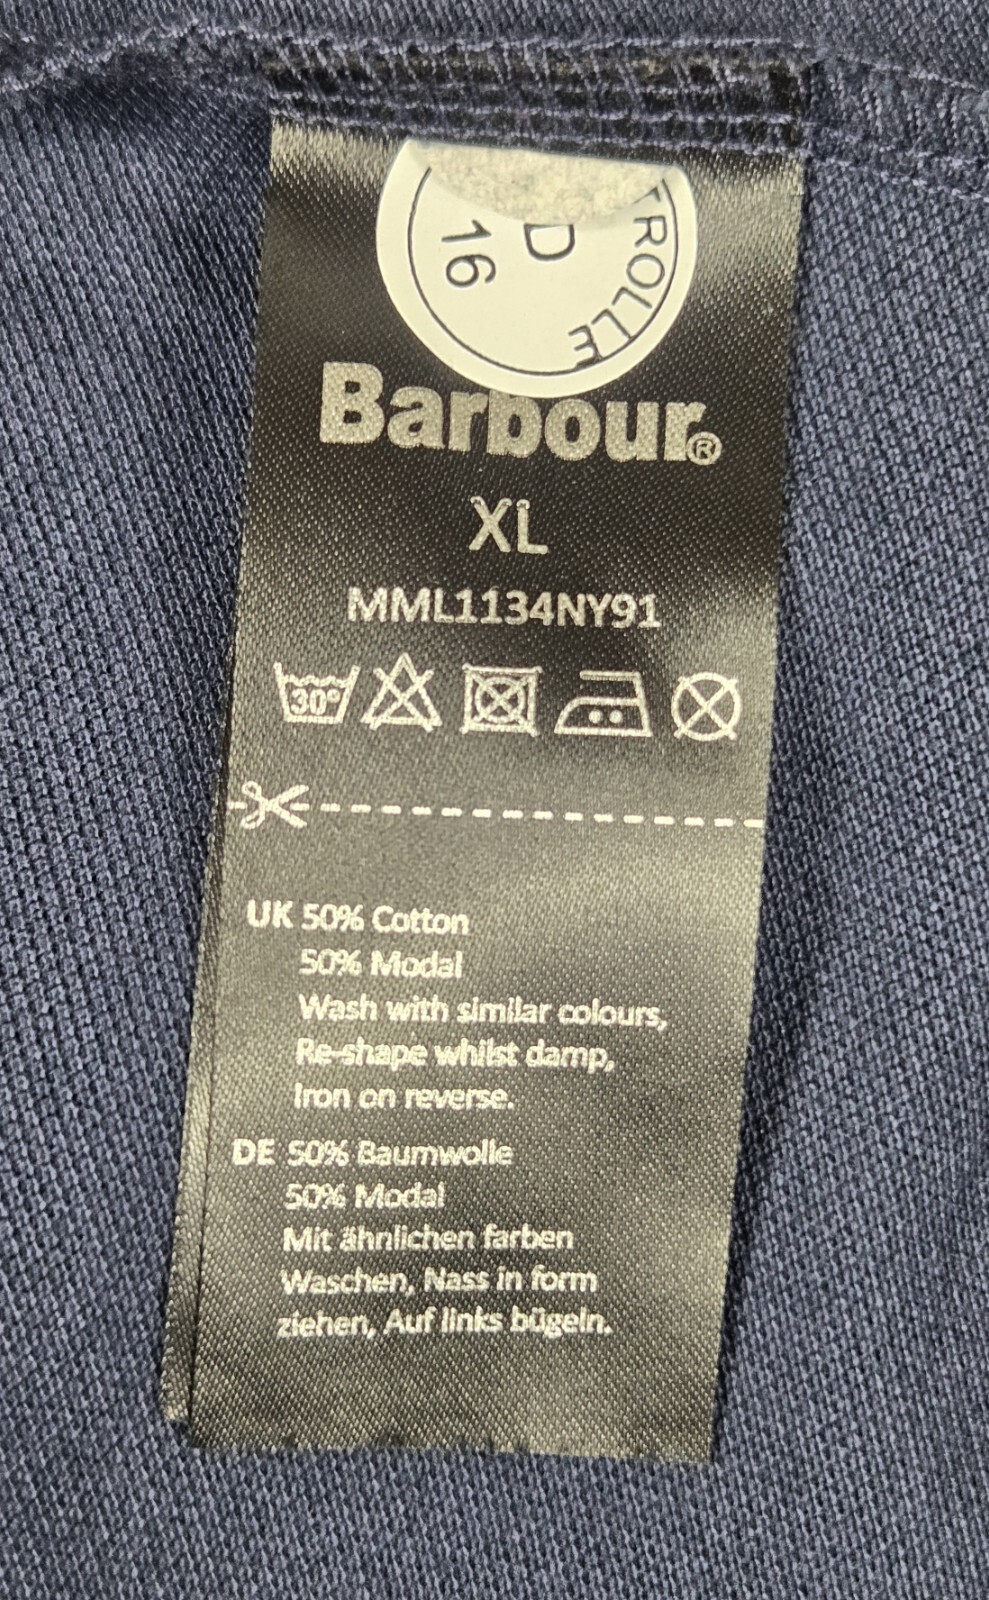 16
D
ROLLE
Barbour®
XL
MML1134NY91
30°
UK 50% Cotton
50% Modal
Wash with similar colours,
Re-shape whilst damp,
Iron on reverse.
DE 50% Baumwolle
50% Modal
Mit ähnlichen farben
Waschen, Nass in form
ziehen, Auf links bügeln.